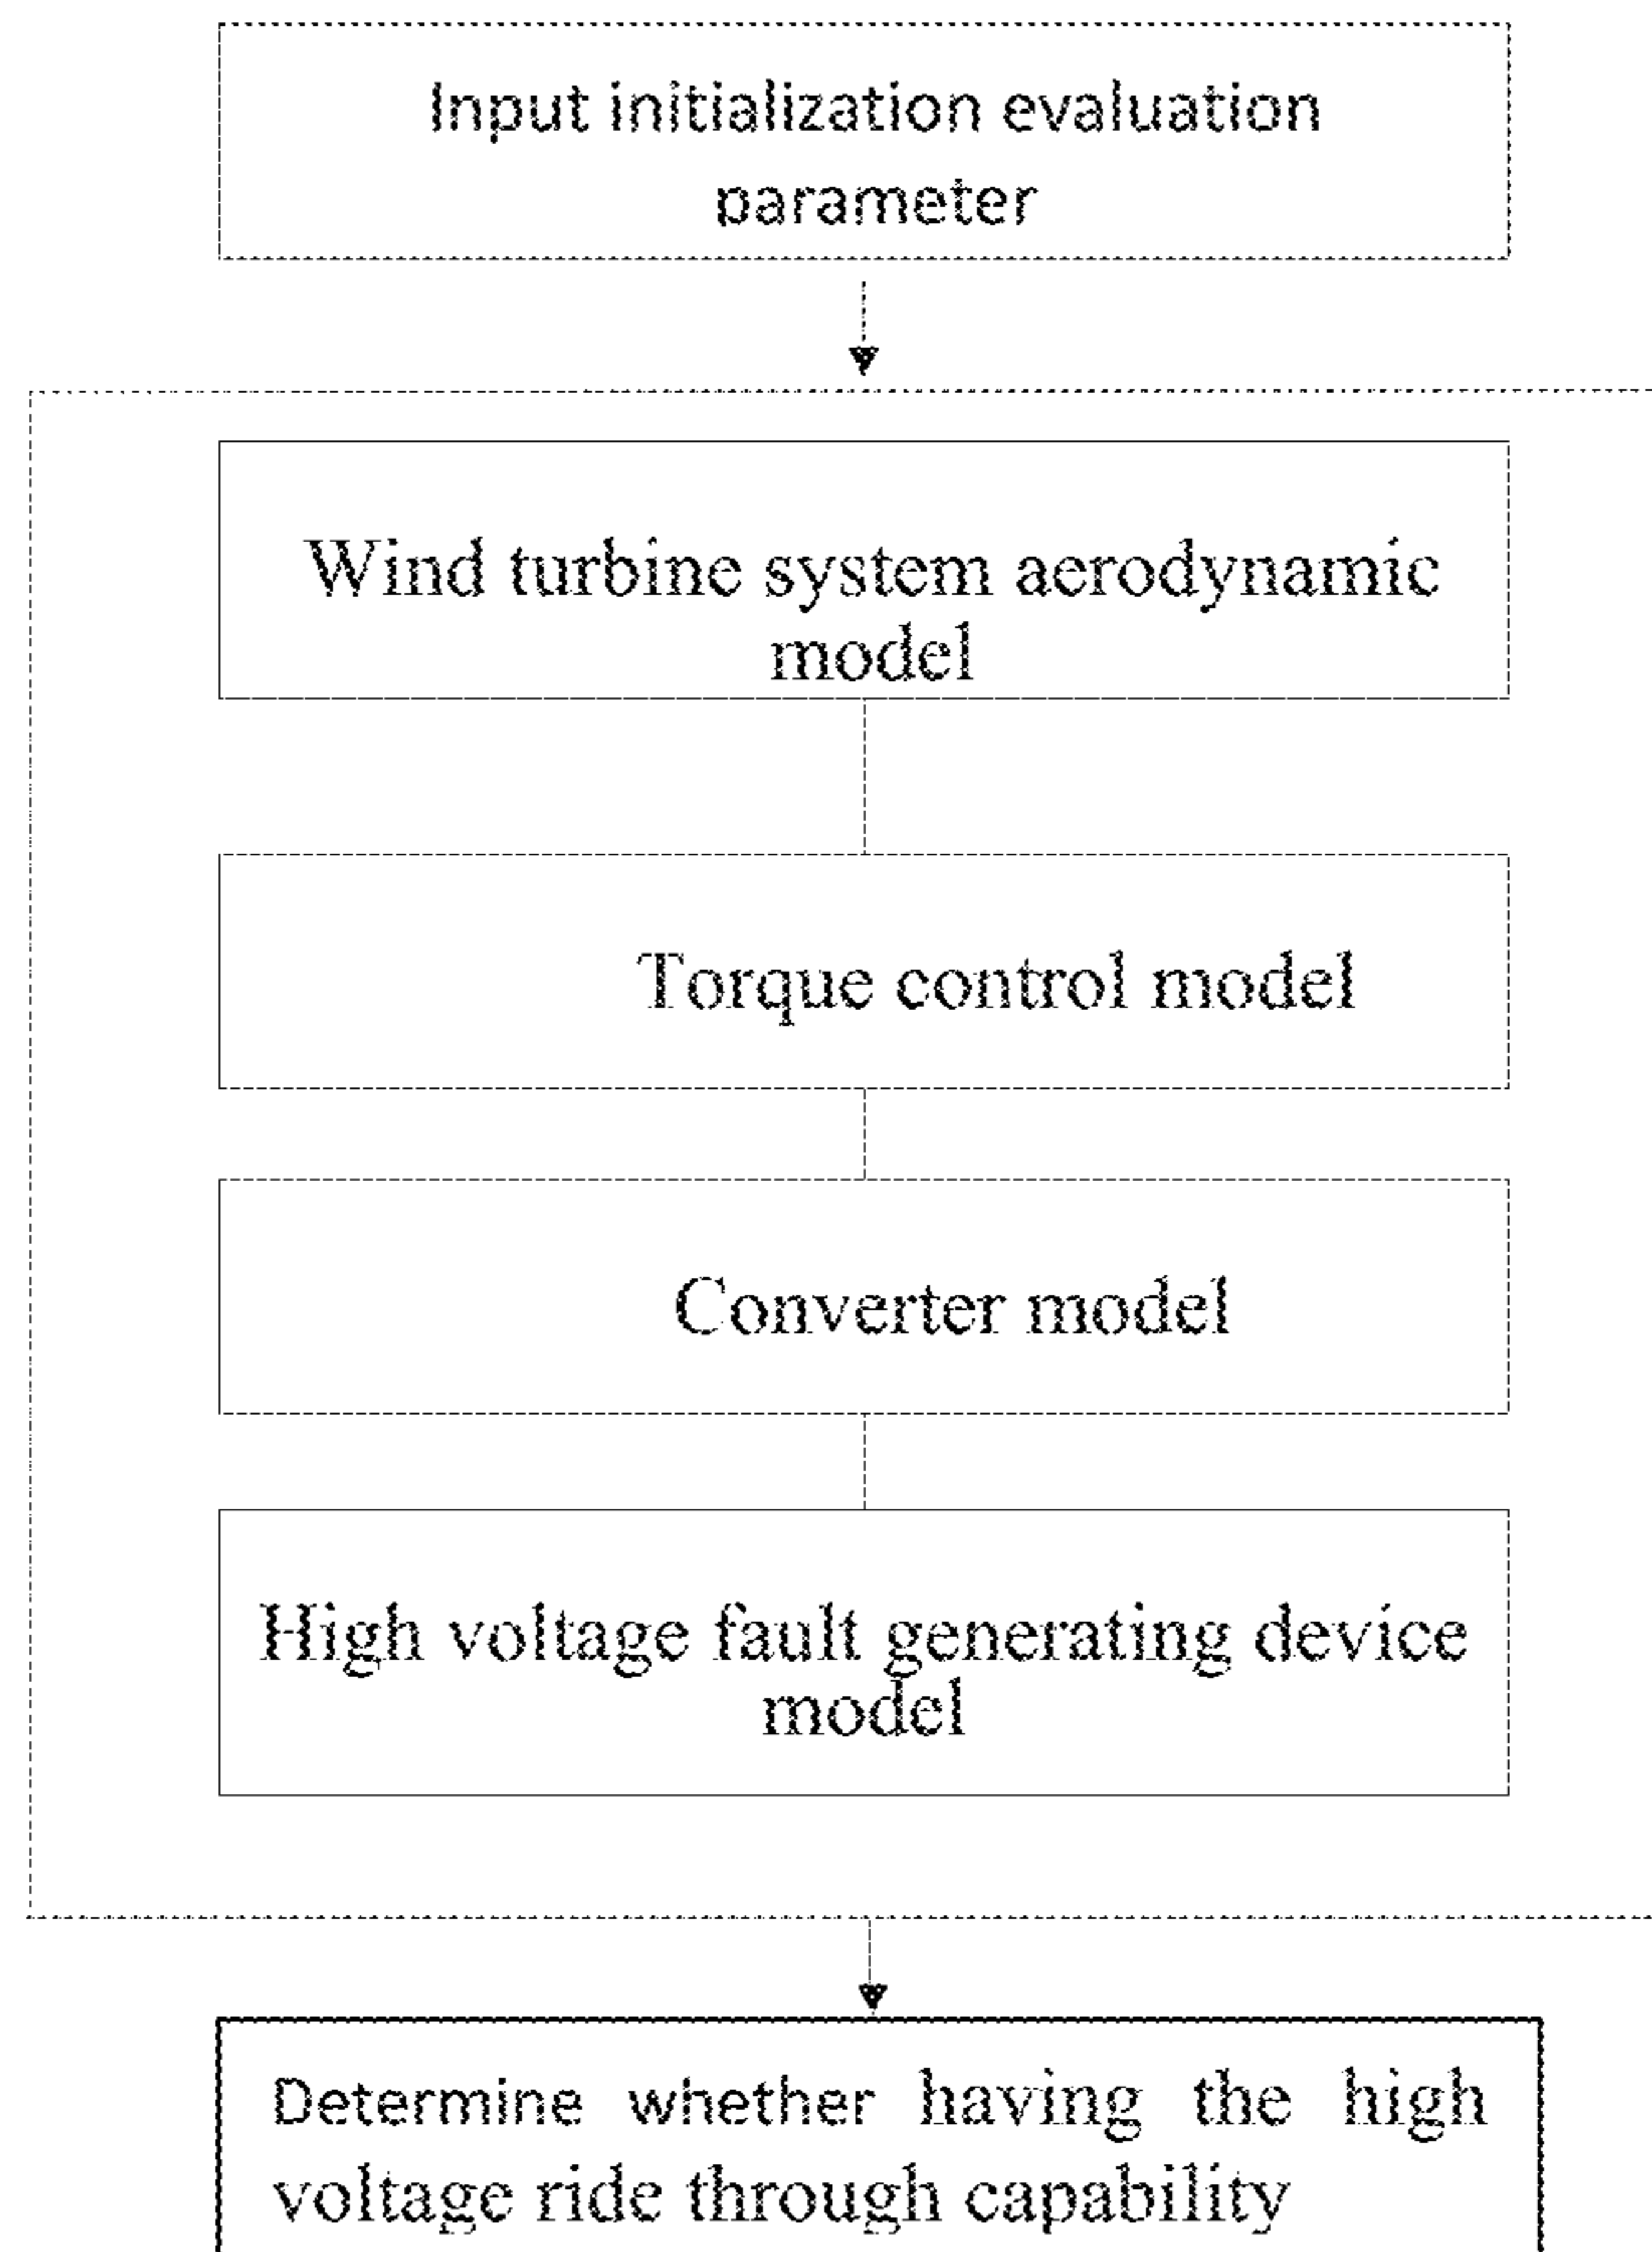 Input initialization evaluation
parameter
Wind turbine system aerodynamic
model
Torque control model
Converter model
High voltage fault generating device
model
Determine whether having the high
voltage ride through capability